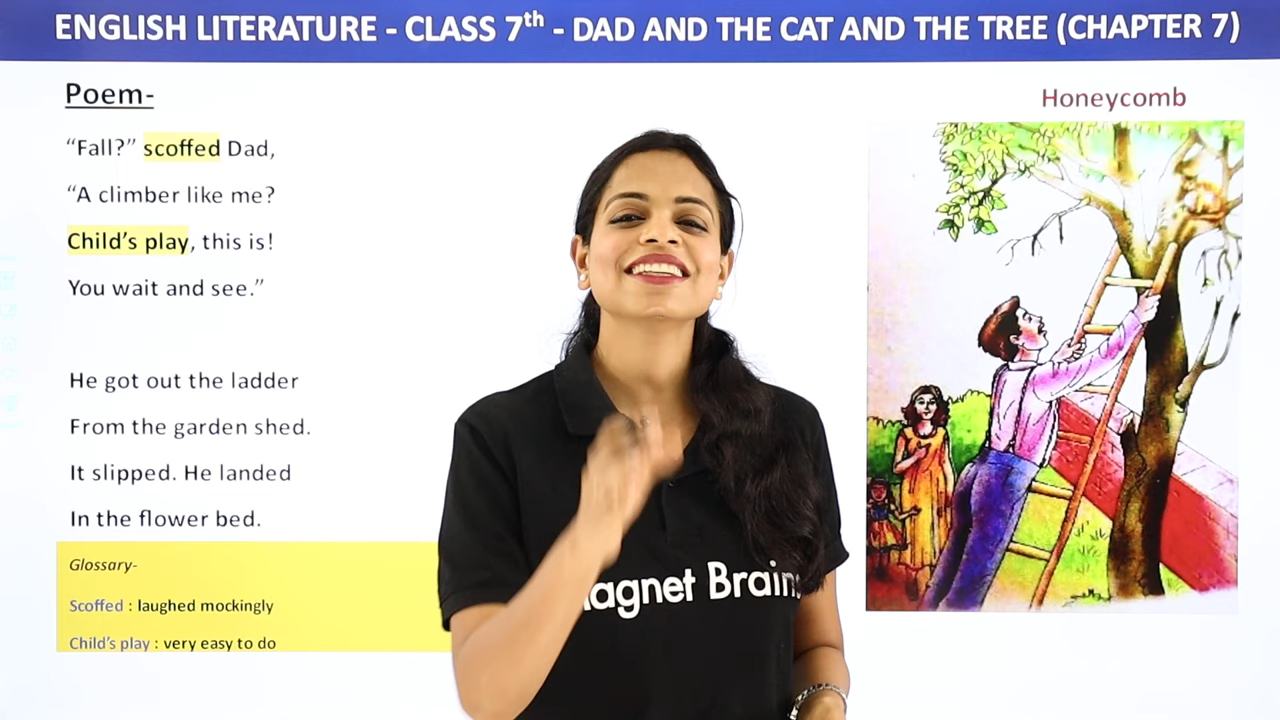 ENGLISH LITERATURE - CLASS 7th - DAD AND THE CAT AND THE TREE (CHAPTER 7)
Poem-
“Fall?” scoffed Dad,
“A climber like me?
Child’s play, this is!
You wait and see.”
He got out the ladder
From the garden shed.
It slipped. He landed
In the flower bed.
Glossary-
Scoffed : laughed mockingly
Child’s play : very easy to do
Honeycomb
agnet Brains